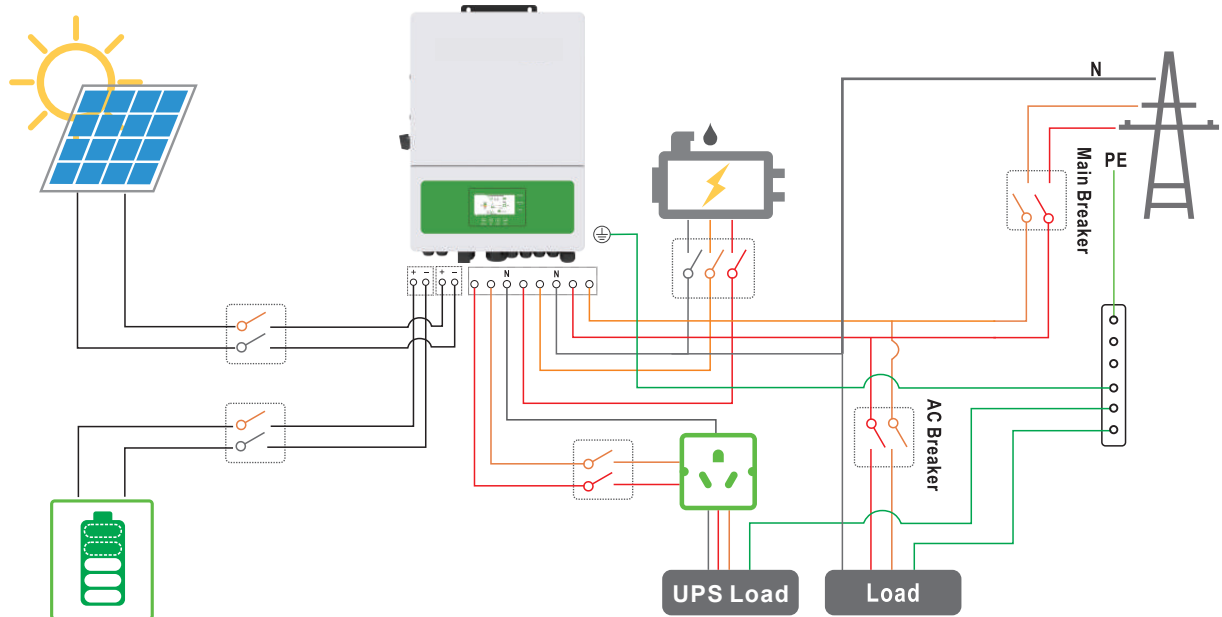 N
PE
Main Breaker
+ − + −
N N
AC Breaker
UPS Load
Load